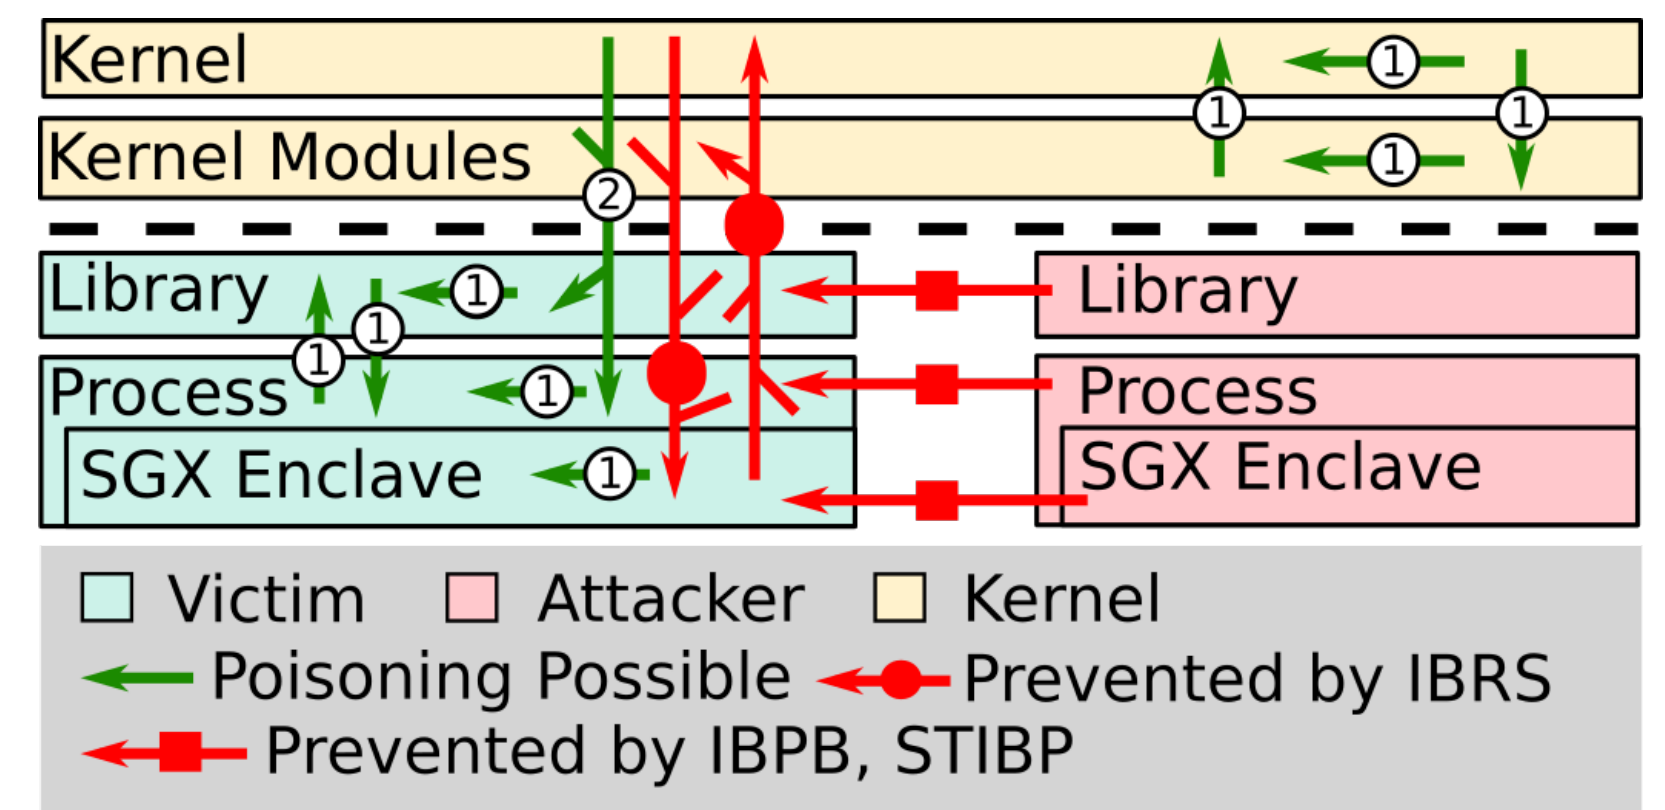 Kernel
1
1
1
Kernel Modules
1
2
Library
1
Library
1
1
Process
1
Process
SGX Enclave
1
SGX Enclave
Victim
Attacker
Kernel
Poisoning Possible
Prevented by IBRS
Prevented by IBPB, STIBP